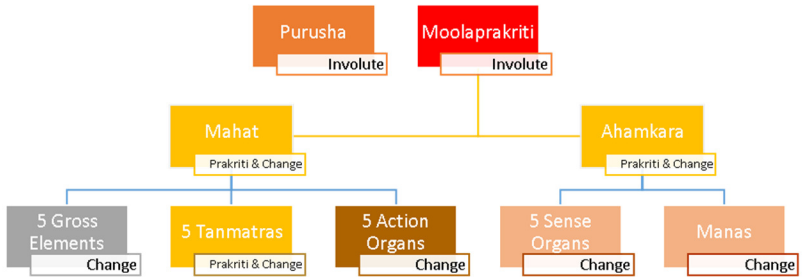 Purusha
Involute
Moolaprakriti
Involute
Mahat
Prakriti & Change
Ahamkara
Prakriti & Change
5 Gross
Elements
Change
5 Tanmatras
Prakriti & Change
5 Action
Organs
Change
5 Sense
Organs
Change
Manas
Change